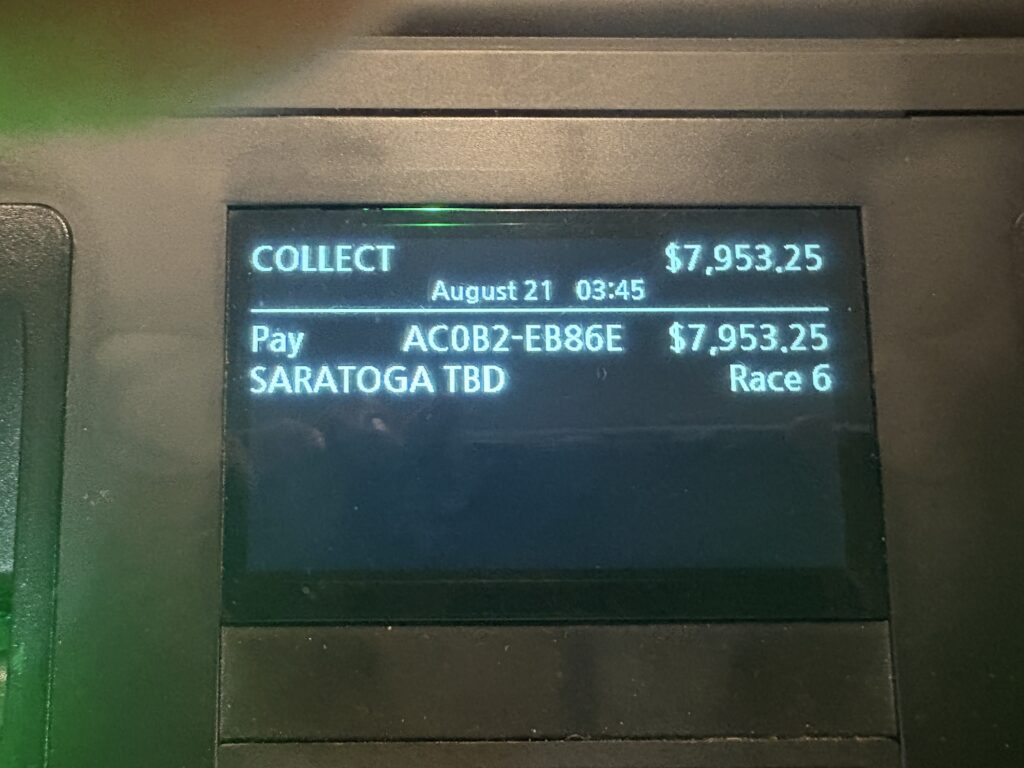 COLLECT $7,953.25
August 21 03:45
Pay AC0B2-EB86E $7,953.25
SARATOGA TBD Race 6